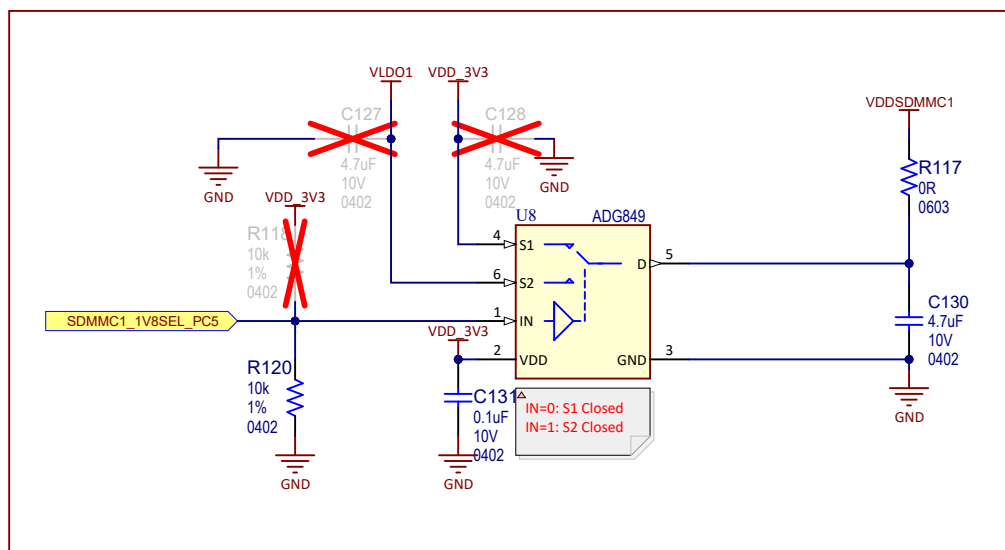 VLDO1
VDD_3V3
C127
4.7uF
10V
0402
GND
C128
4.7uF
10V
0402
GND
VDDSDMMC1
R117
0R
0603
VDD_3V3
R118
10k
1%
0402
U8
ADG849
4
S1
6
S2
1
IN
2
VDD
D
5
GND
3
SDMMC1_1V8SEL_PC5
VDD_3V3
C130
4.7uF
10V
0402
GND
R120
10k
1%
0402
GND
C131
0.1uF
10V
0402
GND
IN=0: S1 Closed
IN=1: S2 Closed